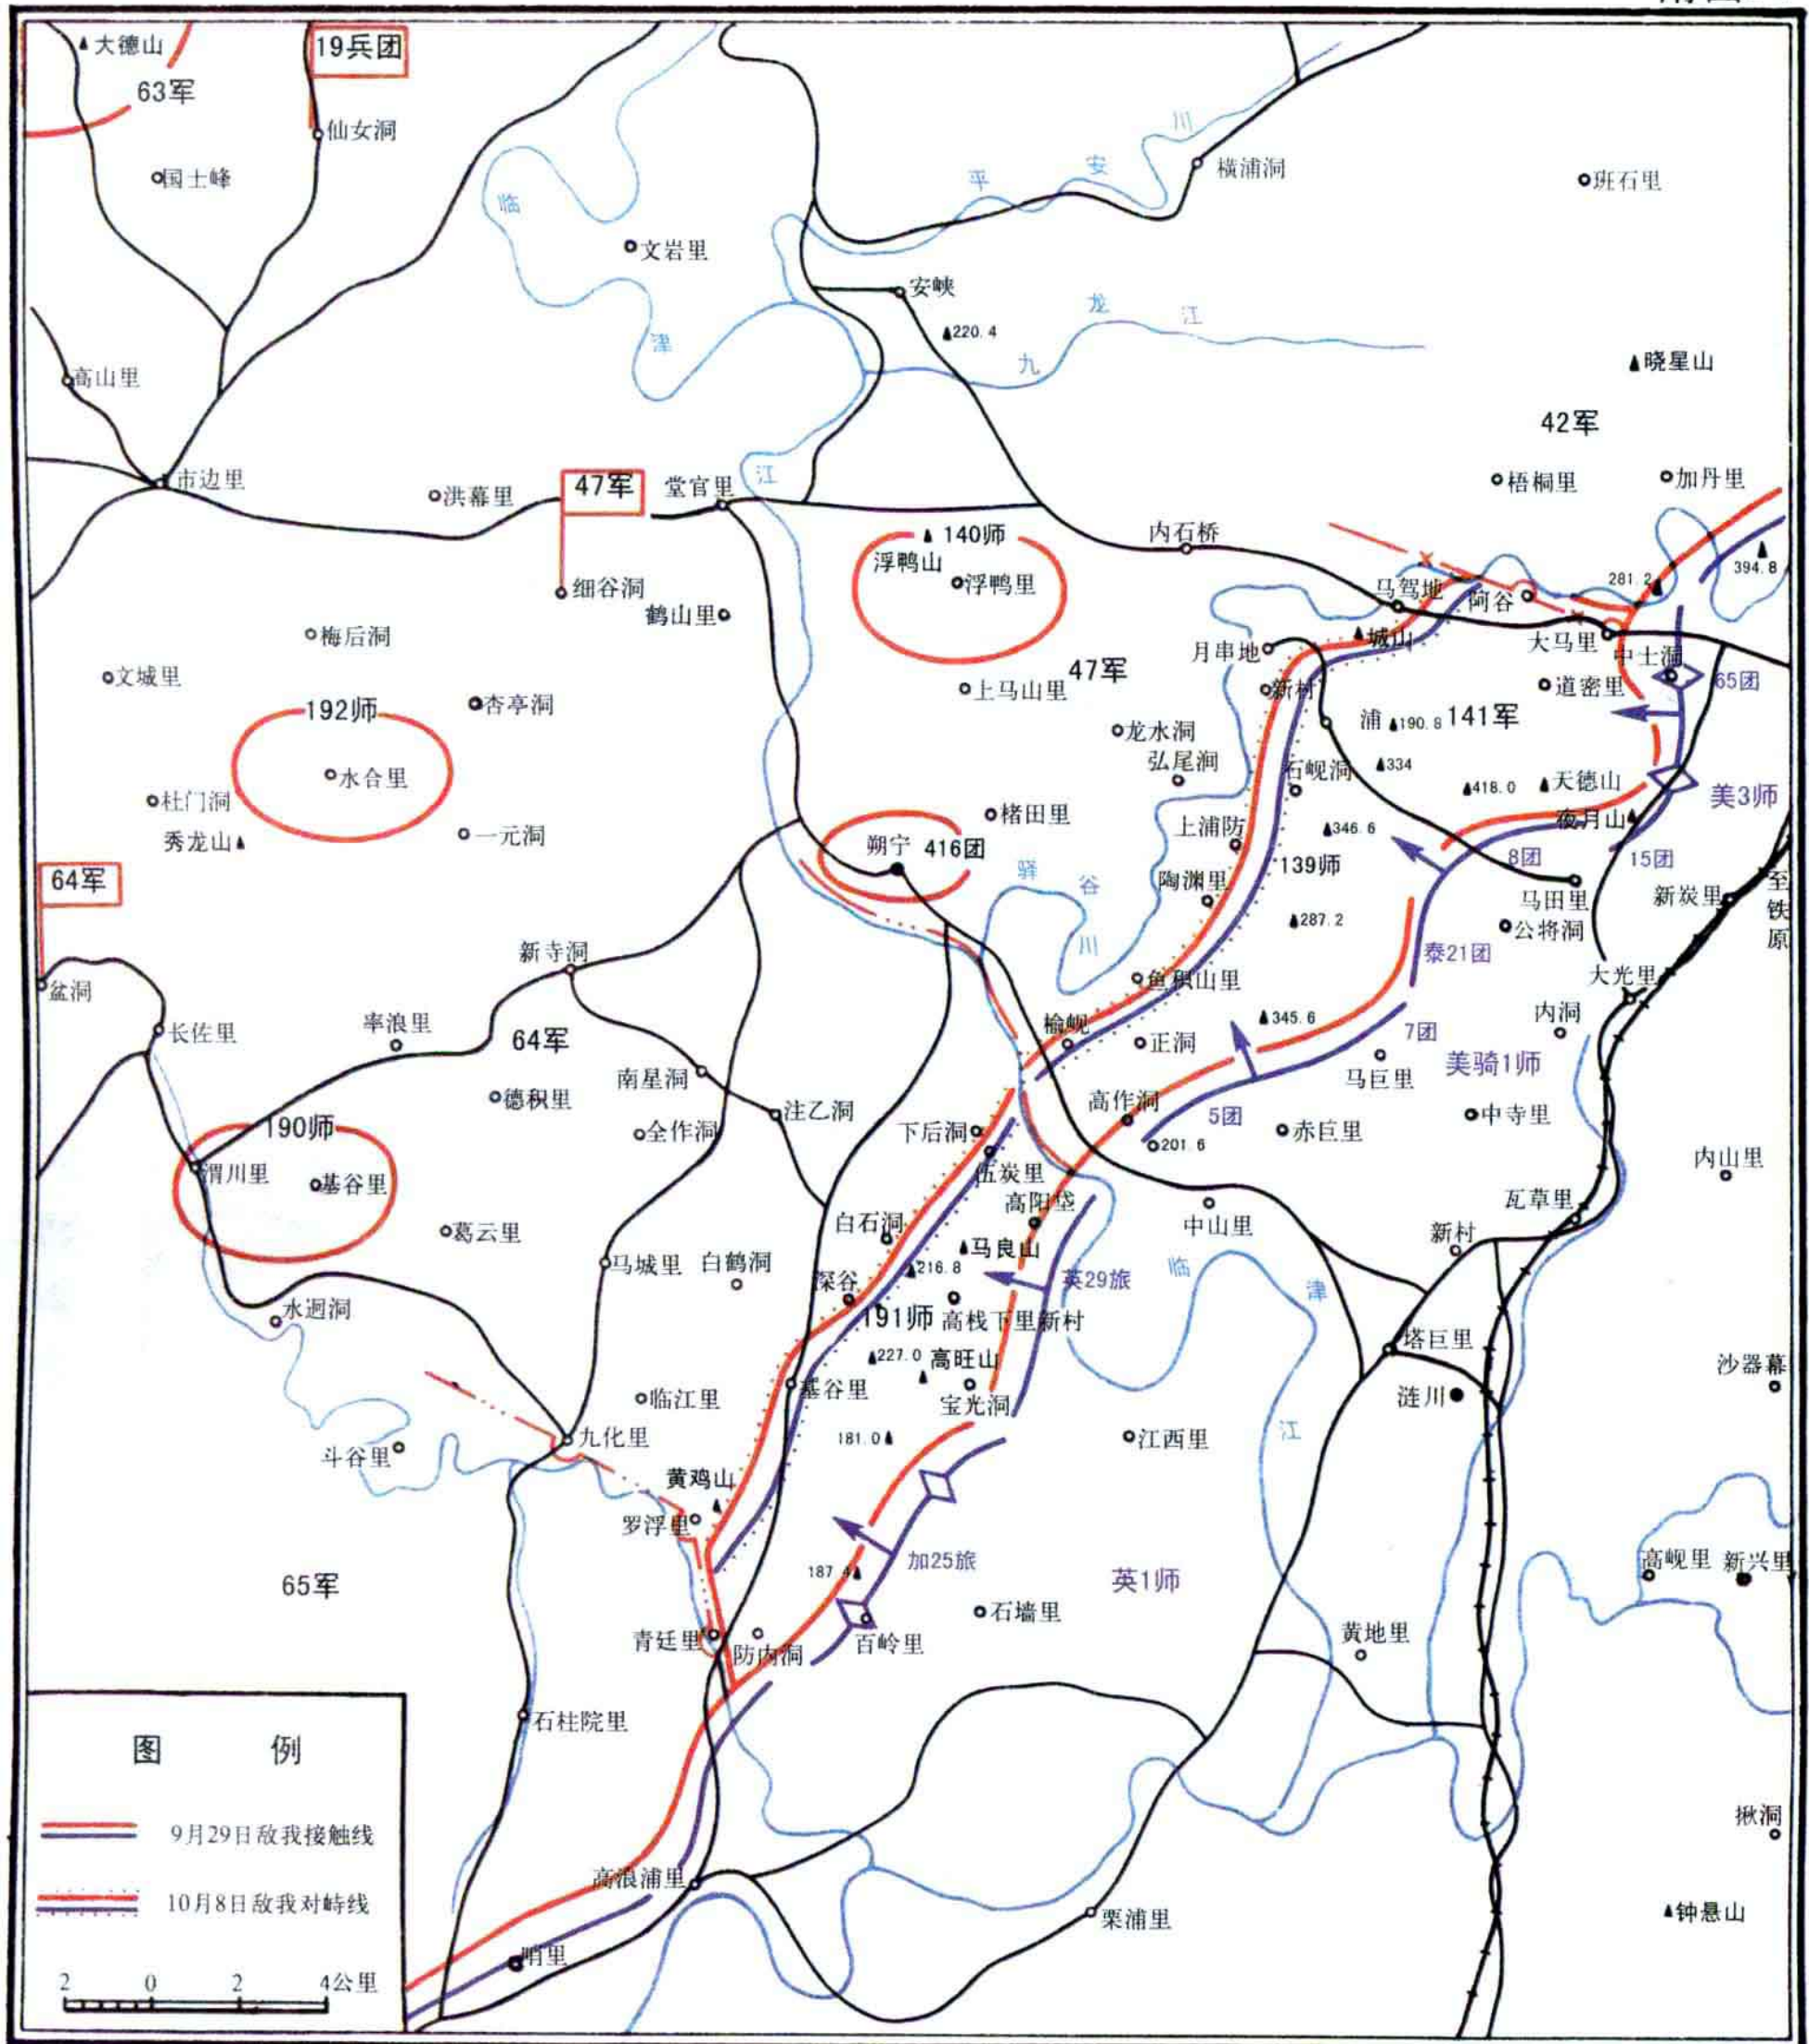 大德山
19兵团
63军
仙女洞
国士峰
川
安
平
横浦洞
班石里
临
文岩里
安峡
220.4
龙
江
九
津
晓星山
高山里
42军
市边里
洪幕里
47军
堂官里
江
梧桐里
加丹里
140师
浮鸭山
浮鸭里
内石桥
394.8
281.2
细谷洞
鹤山里
马驾地
阿谷
梅后洞
城山
大马里
中士洞
月串地
文城里
47军
上马山里
新村
道密里
65团
192师
杏亭洞
浦
190.8
141军
龙水洞
弘尾洞
石岘洞
334
水合里
418.0
天德山
美3师
杜门洞
楮田里
夜月山
秀龙山
一元洞
上浦防
346.6
朔宁
416团
8团
15团
139师
64军
驿
谷
川
陶渊里
马田里
新炭里
至铁原
287.2
公将洞
泰21团
新寺洞
鱼积山里
大光里
盆洞
长佐里
率浪里
64军
榆岘
正洞
345.6
7团
内洞
美骑1师
南星洞
马巨里
德积里
注乙洞
高作洞
5团
中寺里
190师
全作洞
下后洞
赤巨里
201.6
渭川里
基谷里
伍炭里
内山里
高阳垈
瓦草里
葛云里
白石洞
中山里
新村
马良山
马城里
白鹤洞
216.8
临
津
江
英29旅
深谷
水迥洞
191师
高栈下里新村
塔巨里
227.0
高旺山
沙器幕
基谷里
宝光洞
涟川
临江里
九化里
181.0
江西里
斗谷里
黄鸡山
罗浮里
加25旅
187.4
英1师
高岘里
新兴里
65军
石墙里
青廷里
防内洞
百岭里
黄地里
石柱院里
图 例
9月29日敌我接触线
10月8日敌我对峙线
2 0 2 4公里
高浪浦里
哨里
栗浦里
揪洞
钟悬山